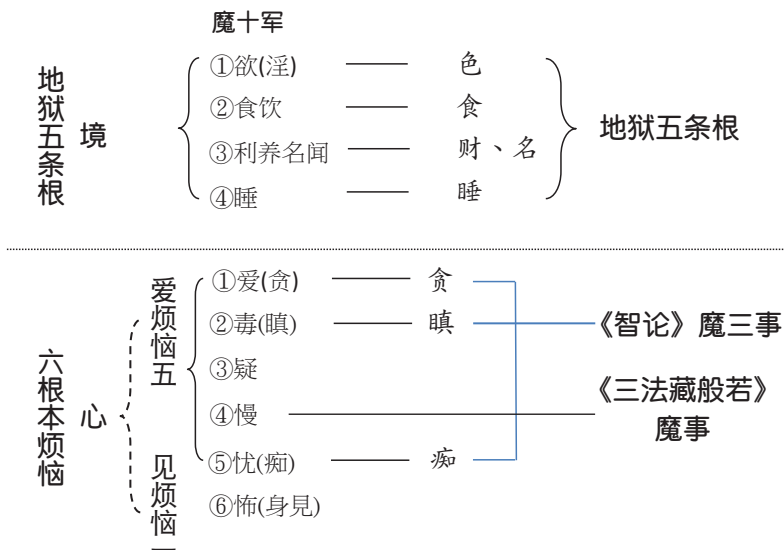 魔十军
地狱五条根
境
①欲(淫)
色
②食饮
食
③利养名闻
财、名
④睡
睡
地狱五条根
六根本烦恼
心
爱烦恼五
①爱(贪)
贪
②毒(瞋)
瞋
③疑
④慢
⑤忧(痴)
痴
见烦恼一
⑥怖(身見)
《智论》魔三事
《三法藏般若》
魔事